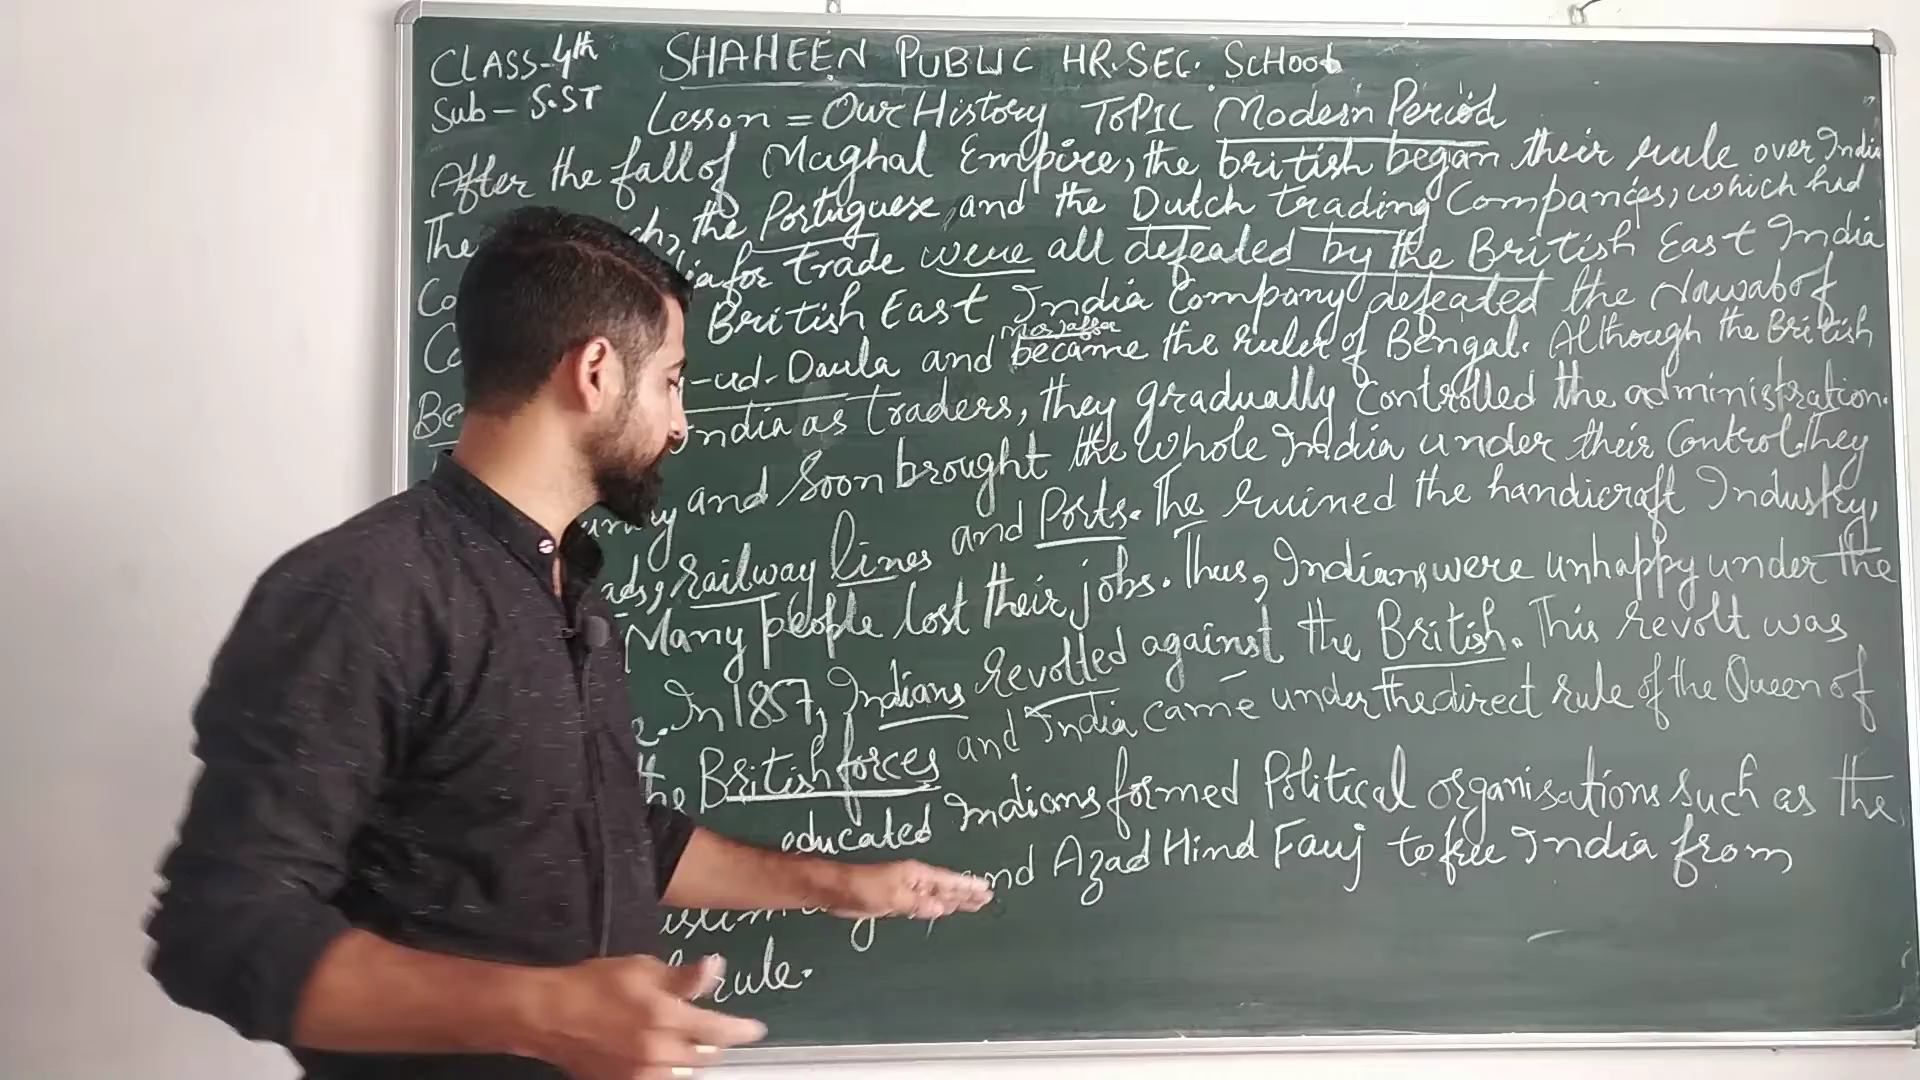 CLASS-4th SHAHEEN PUBLIC HR.SEC. SCHOOL
Sub- S.ST Lesson = Our History TOPIC Modern Period
After the fall of Mughal Empire, the british began their rule over India
The the Portuguese and the Dutch trading Companies, which had
for trade were all defeated by the British East India
British East India Company defeated the Nawab of
Mir Jaffar
-ud-Daula and became the ruler of Bengal. Although the British
India as traders, they gradually controlled the administration.
and soon brought the whole India under their Control. They
railway lines and Ports. The ruined the handicraft Industry,
Many people lost their jobs. Thus, Indians were unhappy under the
In 1857, Indians revolted against the British. This revolt was
the British forces and India came under the direct rule of the Queen of
educated Indians formed Political organisations such as the
and Azad Hind Fauj to free India from
rule.